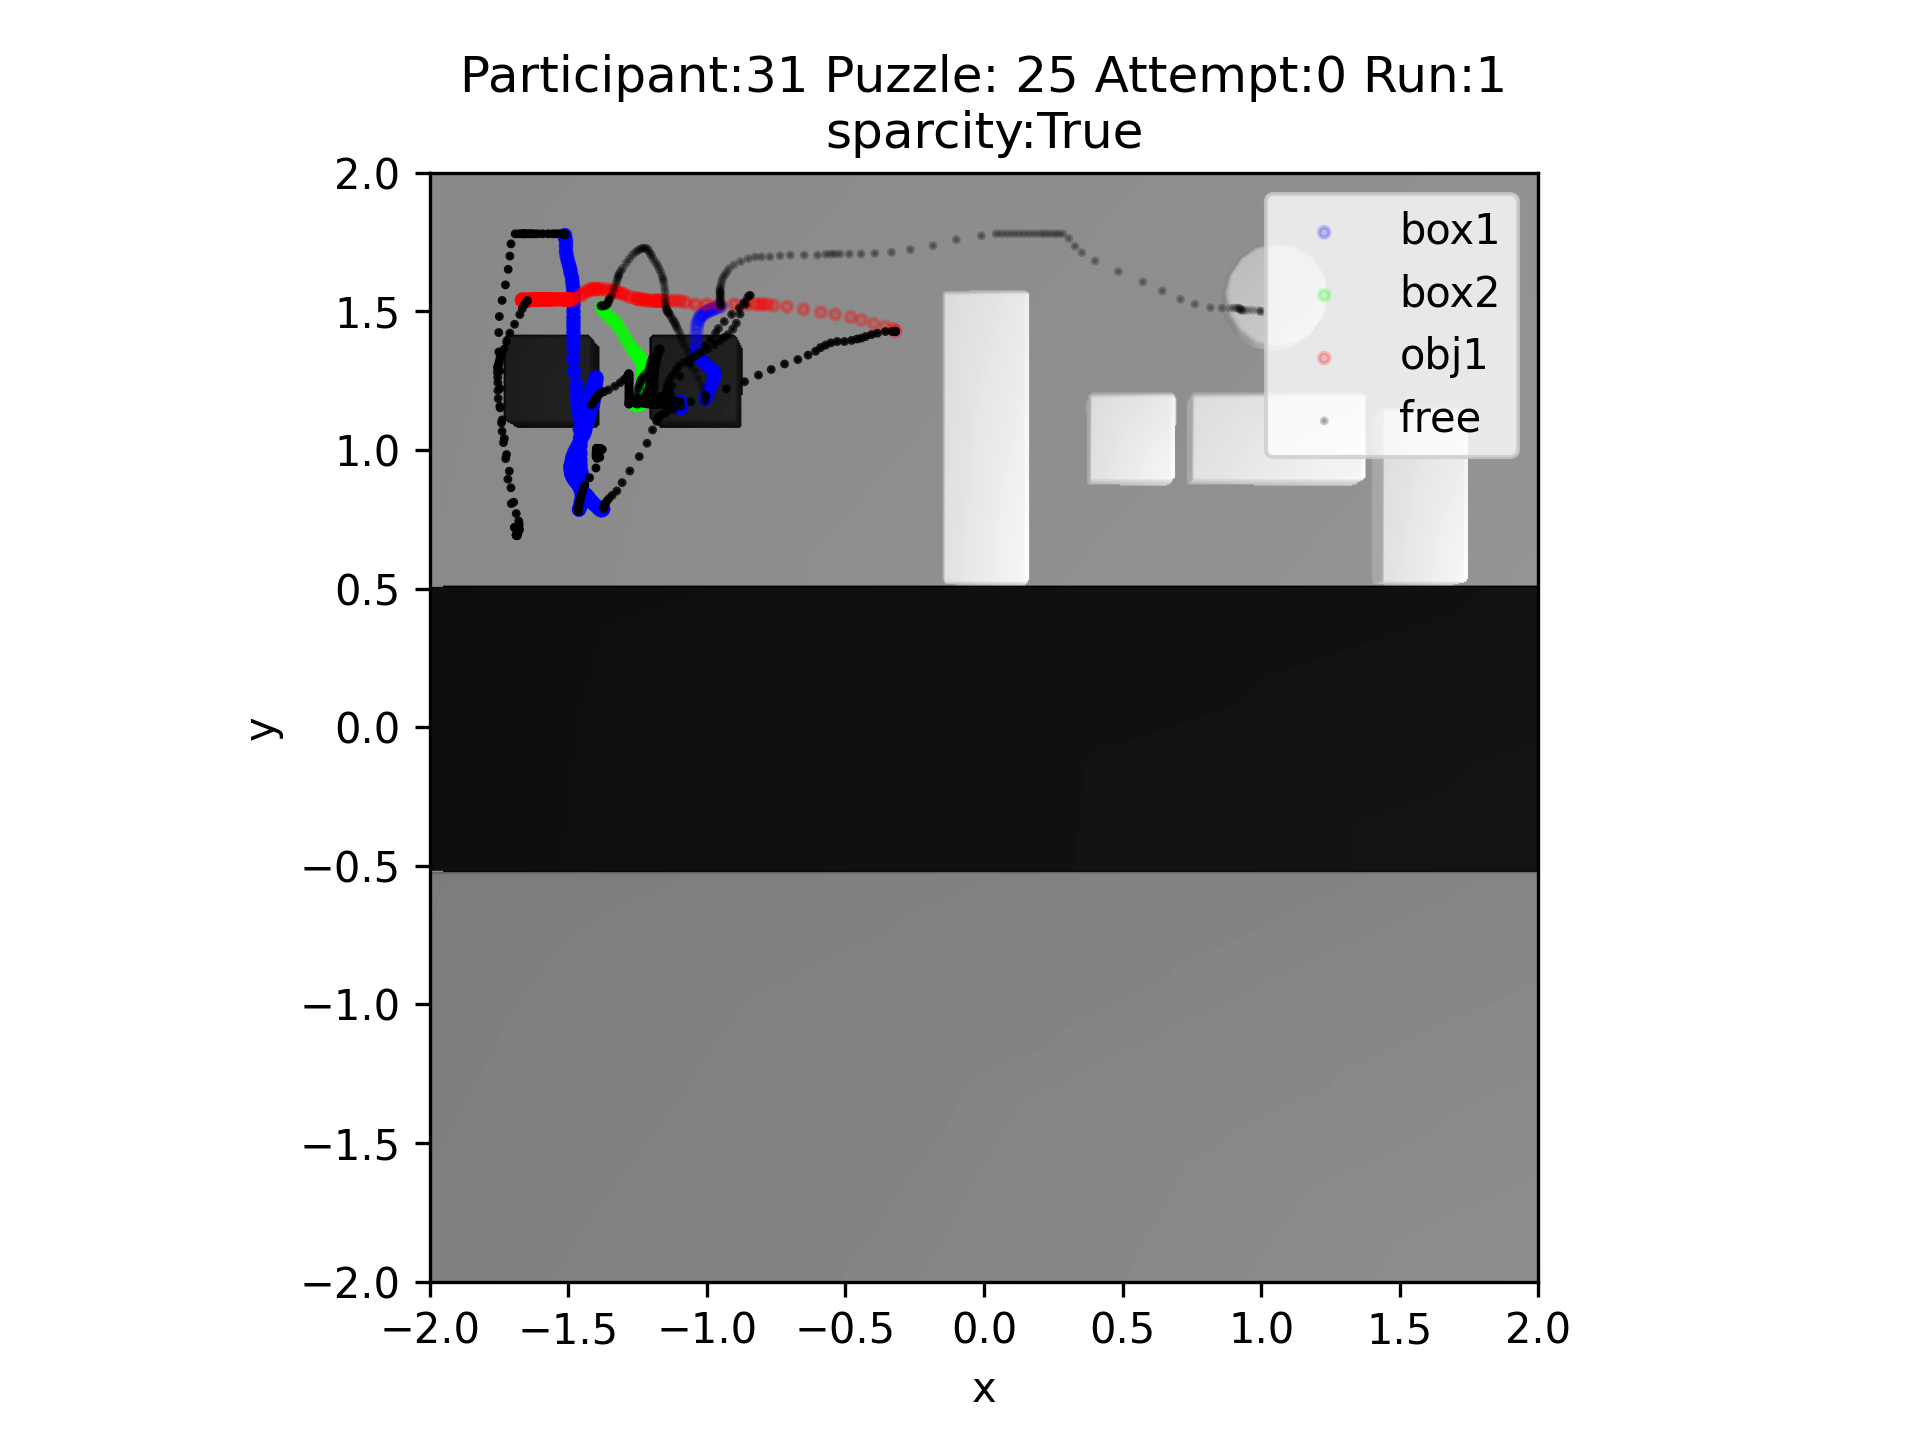 Participant:31 Puzzle: 25 Attempt:0 Run:1
sparcity:True
2.0
1.5
1.0
0.5
0.0
−0.5
−1.0
−1.5
−2.0
y
box1
box2
obj1
free
−2.0 −1.5 −1.0 −0.5 0.0 0.5 1.0 1.5 2.0
x